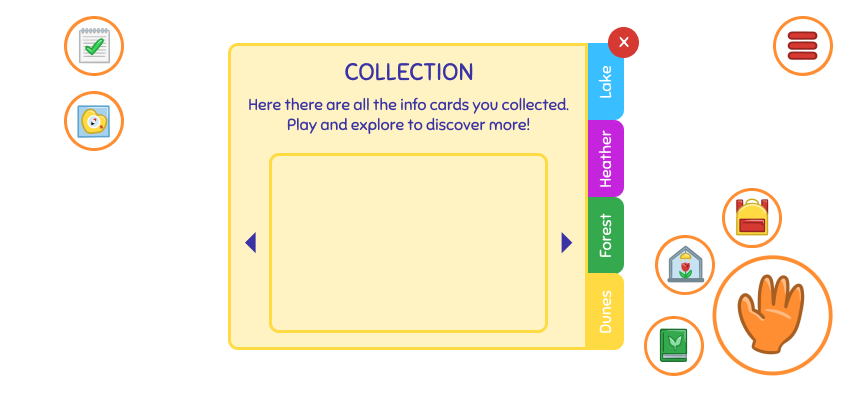 COLLECTION
Here there are all the info cards you collected.
Play and explore to discover more!
Lake
Heather
Forest
Dunes